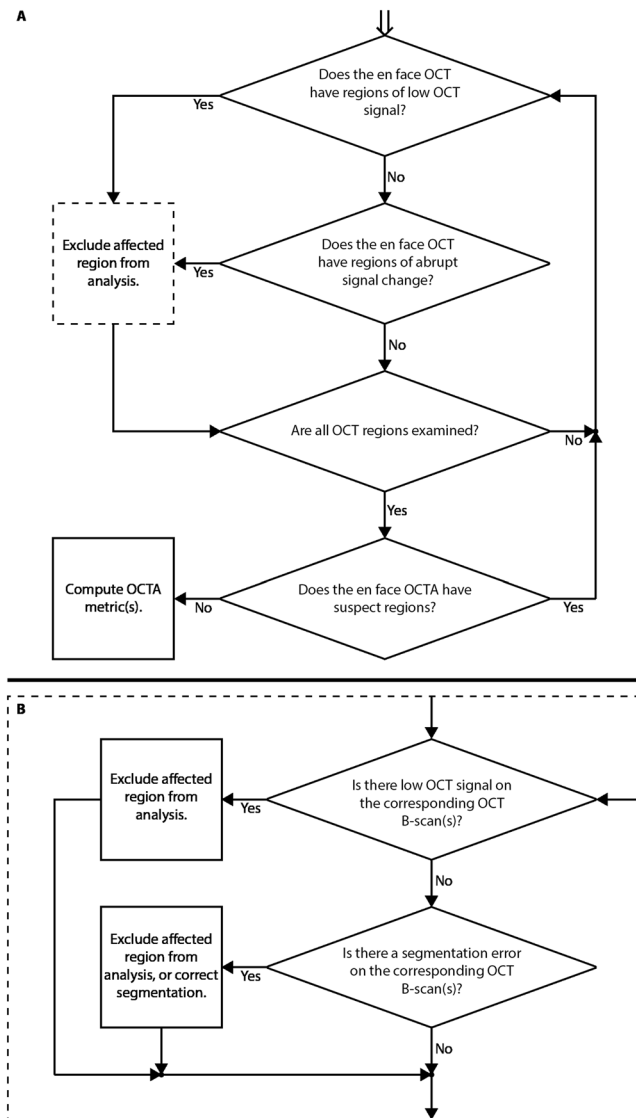 A
Does the en face OCT
have regions of low OCT
signal?
Yes
No
Exclude affected
region from
analysis.
Yes
Does the en face OCT
have regions of abrupt
signal change?
No
Are all OCT regions examined?
No
Yes
Compute OCTA
metric(s).
No
Does the en face OCTA have
suspect regions?
Yes
B
Exclude affected
region from
analysis.
Yes
Is there low OCT signal on
the corresponding OCT
B-scan(s)?
No
Exclude affected
region from
analysis, or correct
segmentation.
Yes
Is there a segmentation error
on the corresponding OCT
B-scan(s)?
No